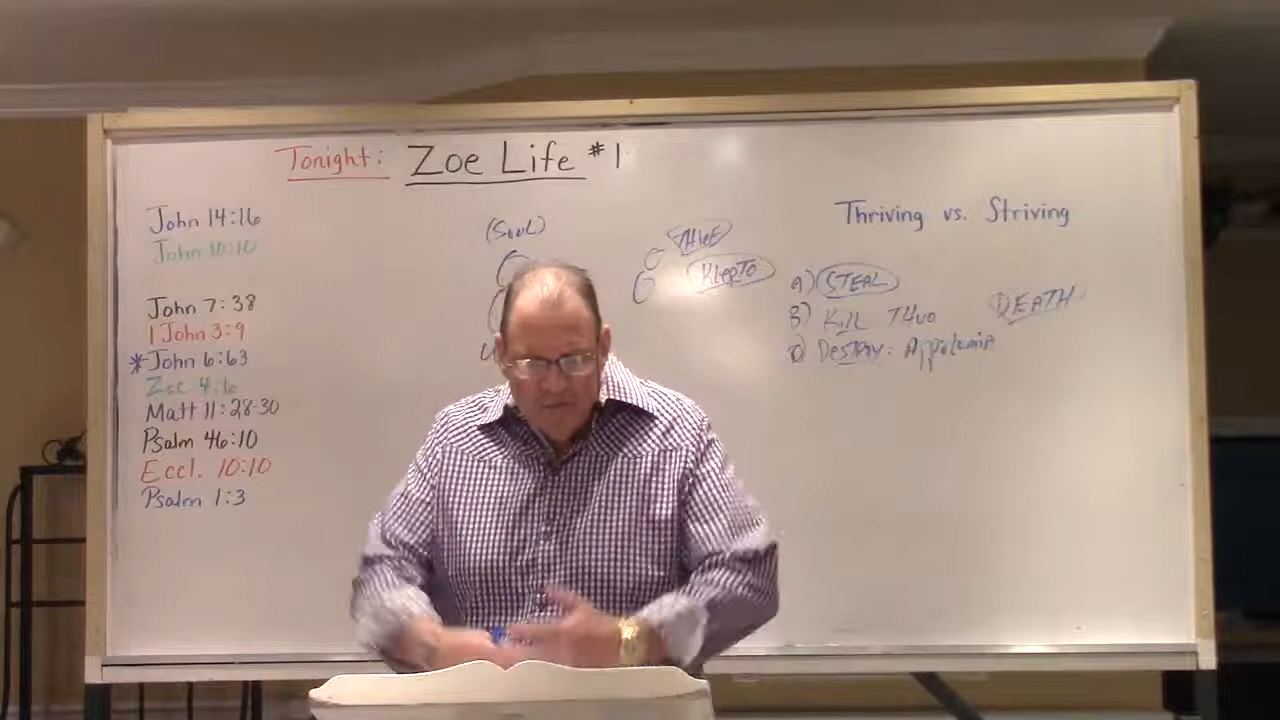 Tonight: Zoe Life #1
John 14:16
John 10:10
John 7:38
1 John 3:9
*John 6:63
Zec 4:6
Matt 11:28-30
Psalm 46:10
Eccl. 10:10
Psalm 1:3
(SOUL)
THIEF
KlepTo
Thriving vs. Striving
a) STEAL
B) Kill THUO
DEATH
c) DESTROY: Appolumia